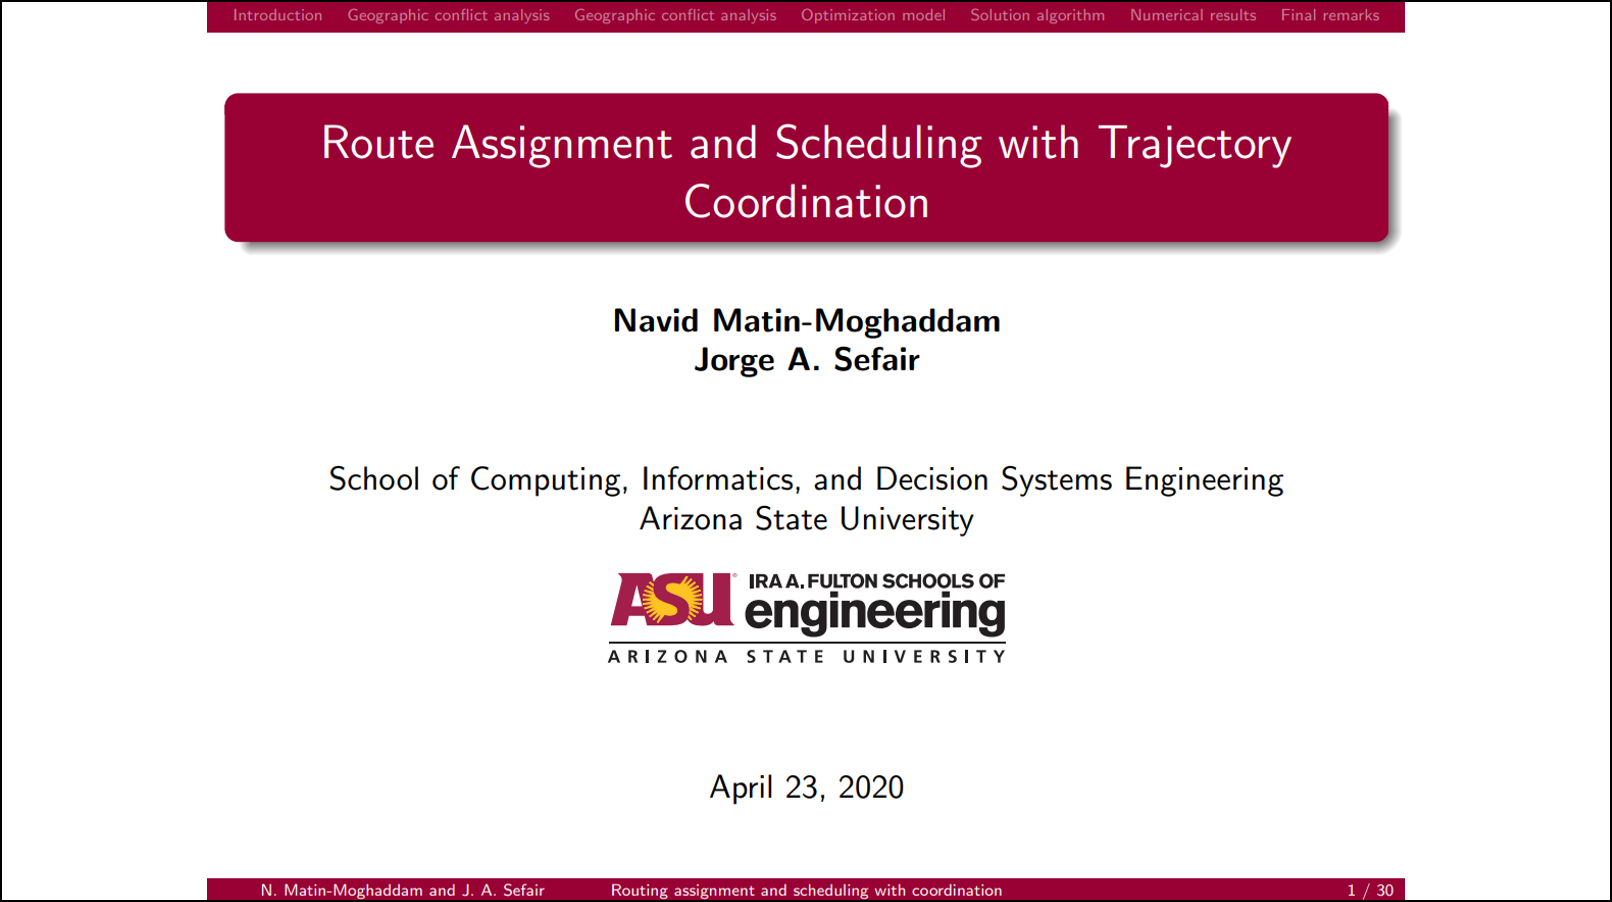 Introduction Geographic conflict analysis Geographic conflict analysis Optimization model Solution algorithm Numerical results Final remarks
Route Assignment and Scheduling with Trajectory
Coordination
Navid Matin-Moghaddam
Jorge A. Sefair
School of Computing, Informatics, and Decision Systems Engineering
Arizona State University
ASU® IRA A. FULTON SCHOOLS OF
engineering
ARIZONA STATE UNIVERSITY
April 23, 2020
N. Matin-Moghaddam and J. A. Sefair Routing assignment and scheduling with coordination 1 / 30